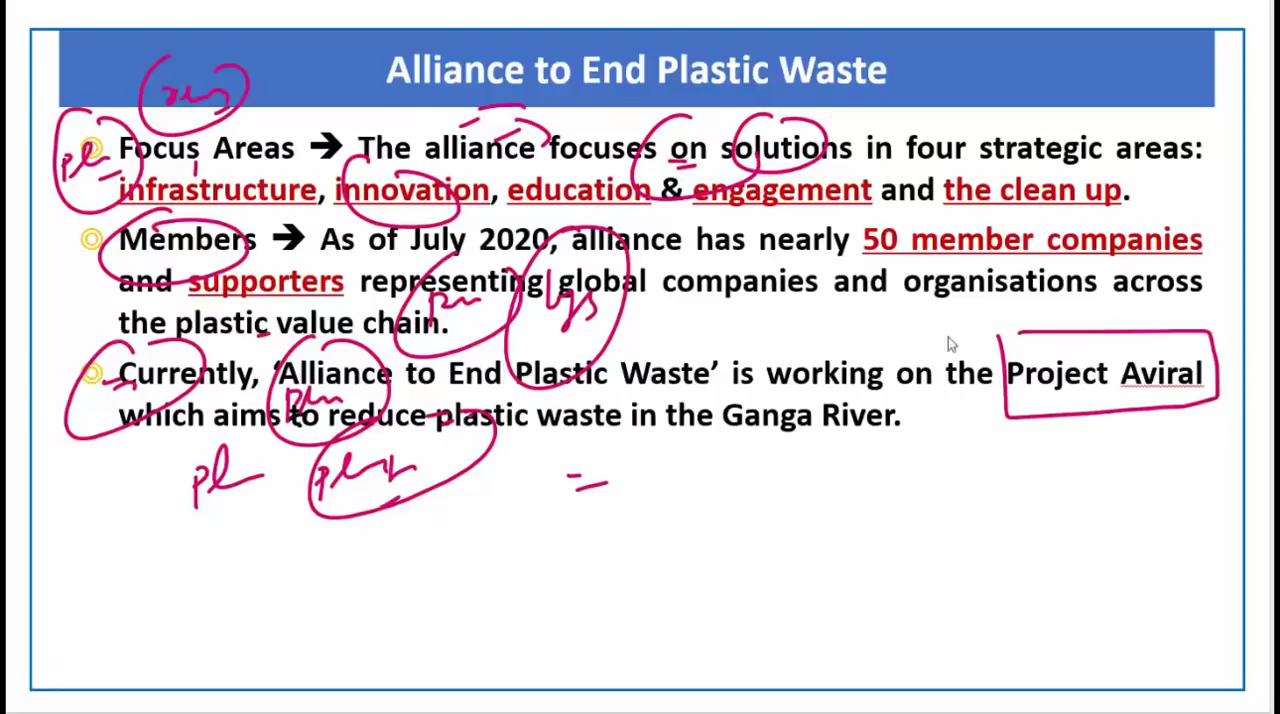 Alliance to End Plastic Waste
Focus Areas ➔ The alliance focuses on solutions in four strategic areas:
infrastructure, innovation, education & engagement and the clean up.
Members ➔ As of July 2020, alliance has nearly 50 member companies
and supporters representing global companies and organisations across
the plastic value chain.
Currently, ‘Alliance to End Plastic Waste’ is working on the Project Aviral
which aims to reduce plastic waste in the Ganga River.